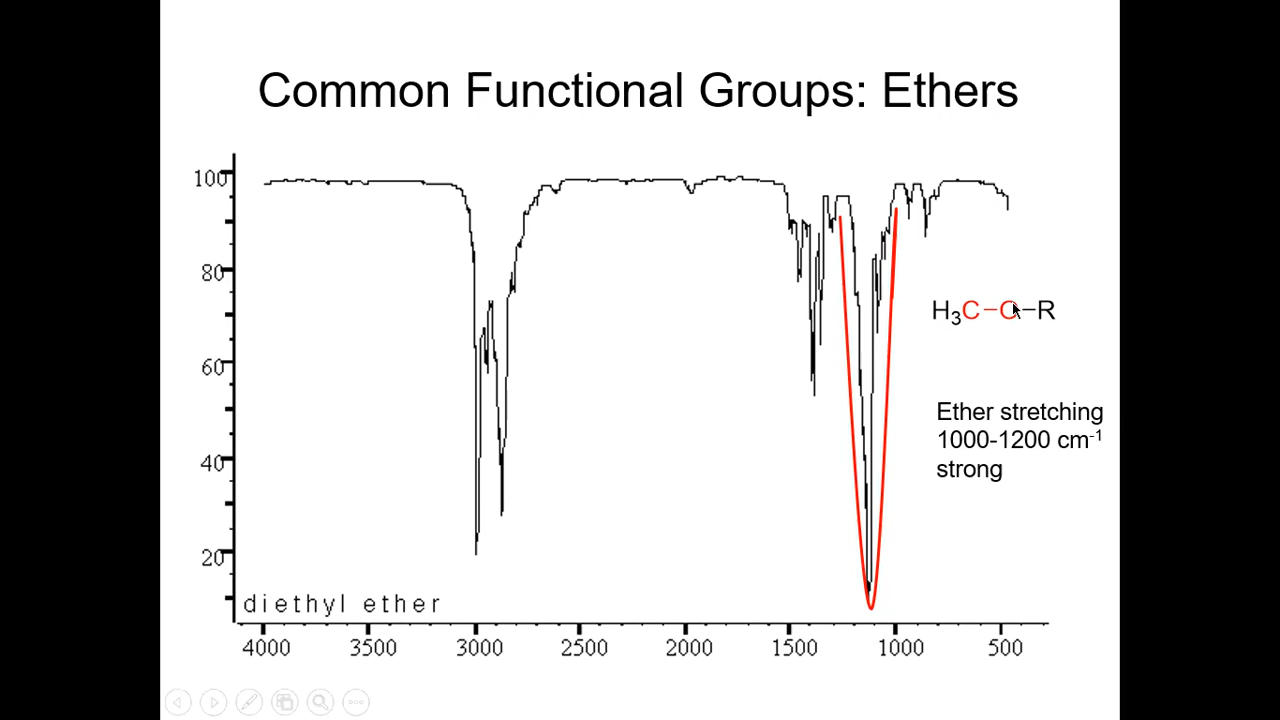 Common Functional Groups: Ethers
100
80
60
40
20
H3C–O–R
Ether stretching
1000-1200 cm-1
strong
diethyl ether
4000 3500 3000 2500 2000 1500 1000 500